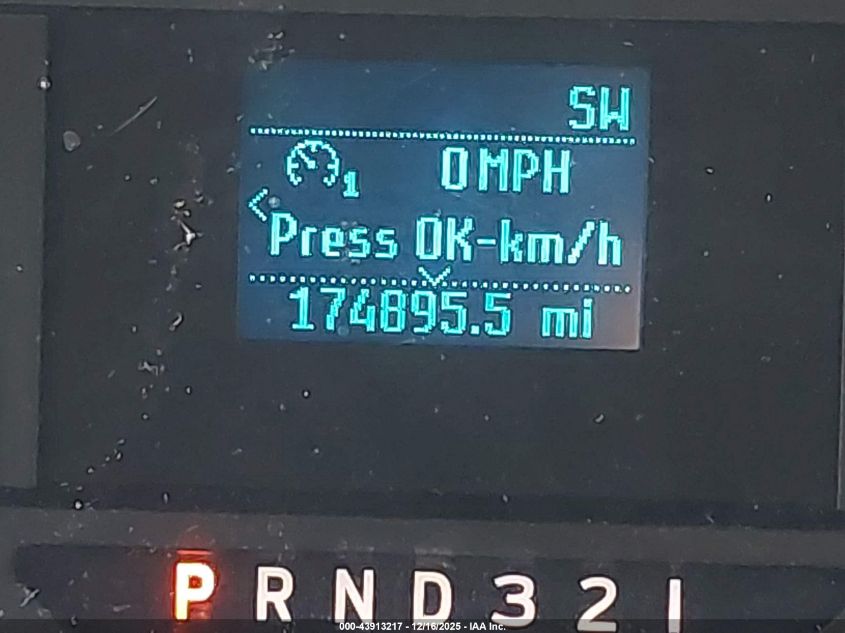 SW
1 0 MPH
Press OK-km/h
174895.5 mi
P R N D 3 2 1
000-43913217 - 12/16/2025 - IAA Inc.